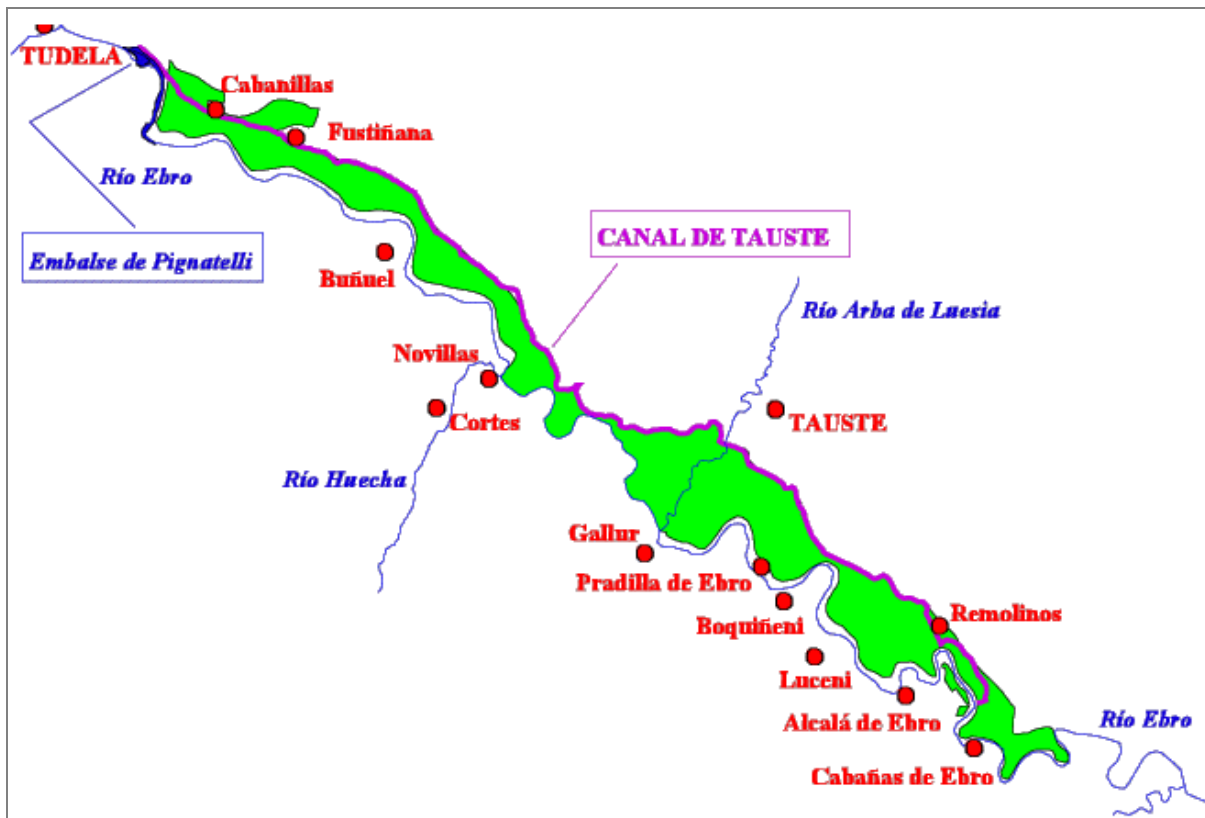 TUDELA
Cabanillas
Fustiñana
Río Ebro
CANAL DE TAUSTE
Embalse de Pignatelli
Buñuel
Río Arba de Luesia
Novillas
Cortes
TAUSTE
Río Huecha
Gallur
Pradilla de Ebro
Boquiñeni
Remolinos
Luceni
Alcalá de Ebro
Río Ebro
Cabañas de Ebro